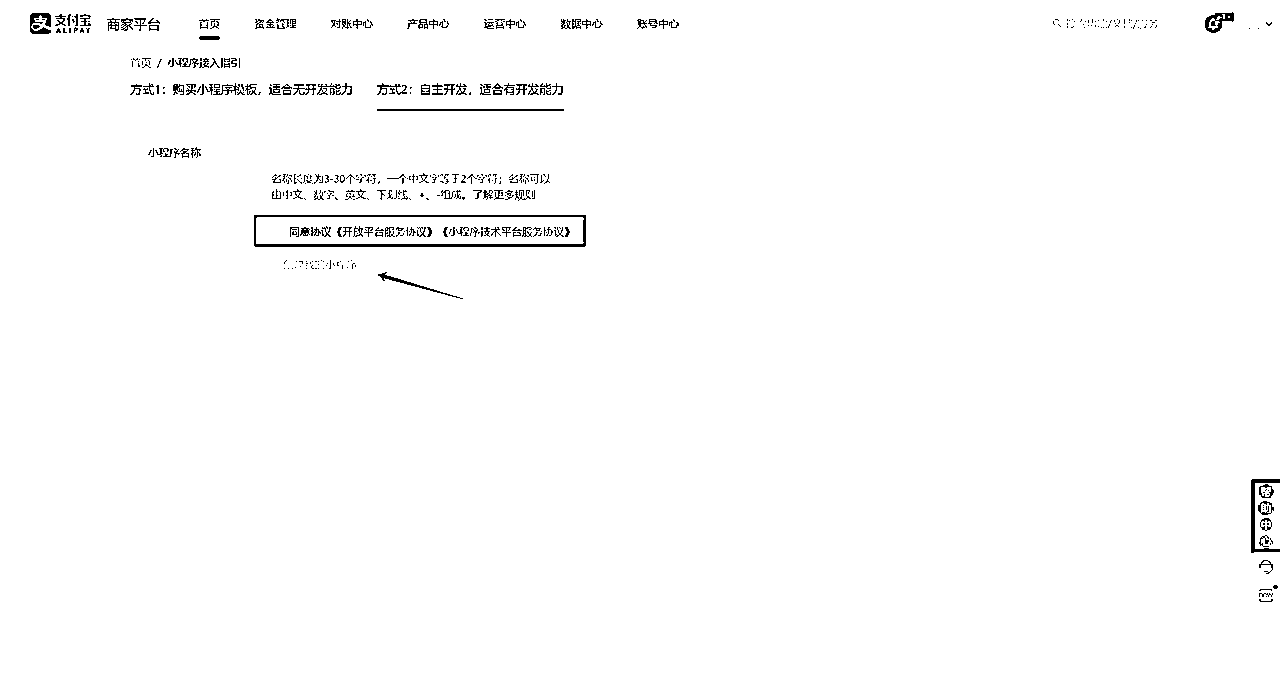 支付宝 ALIPAY 商家平台 首页 资金管理 对账中心 产品中心 运营中心 数据中心 账号中心
首页 / 小程序接入指引
方式1：购买小程序模板，适合无开发能力 方式2：自主开发，适合有开发能力
小程序名称
名称长度为3-30个字符，一个中文字等于2个字符；名称可以
由中文、数字、英文、下划线、+、-组成。了解更多规则
同意协议《开放平台服务协议》《小程序技术平台服务协议》
助
中
new